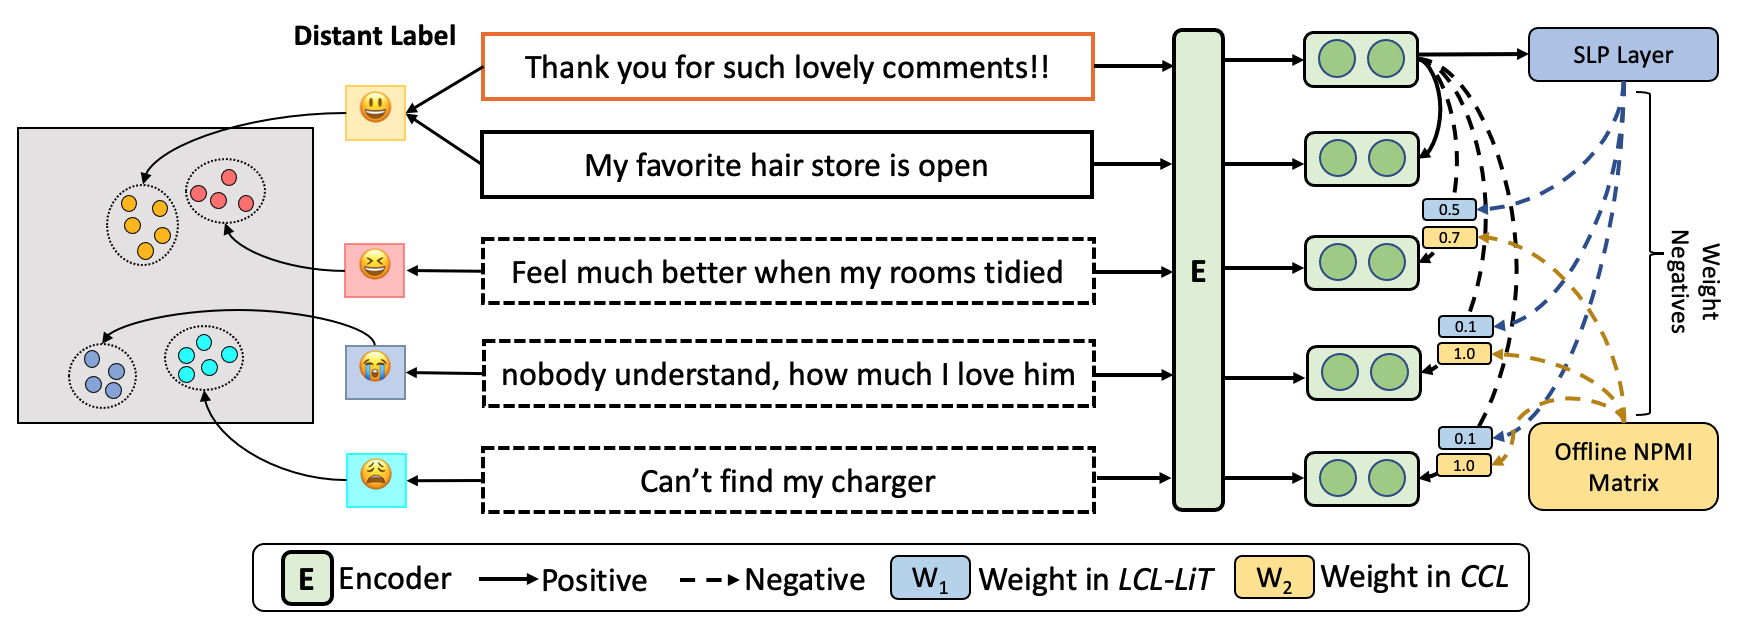 Distant Label
Thank you for such lovely comments!!
My favorite hair store is open
Feel much better when my rooms tidied
nobody understand, how much I love him
Can't find my charger
E
SLP Layer
0.5
0.7
0.1
1.0
0.1
1.0
Weight
Negatives
Offline NPMI
Matrix
E Encoder
Positive
Negative
W1 Weight in LCL-LiT
W2 Weight in CCL